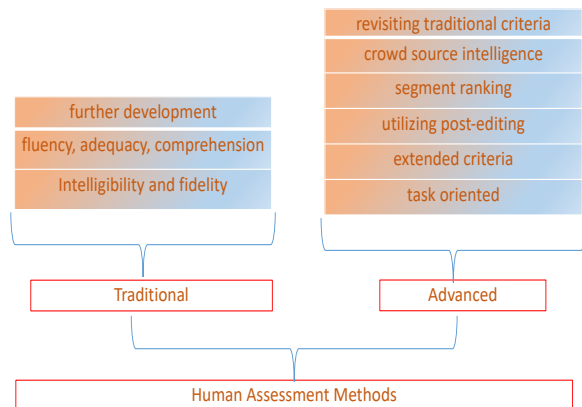 revisiting traditional criteria
crowd source intelligence
segment ranking
utilizing post-editing
extended criteria
task oriented
further development
fluency, adequacy, comprehension
Intelligibility and fidelity
Traditional
Advanced
Human Assessment Methods